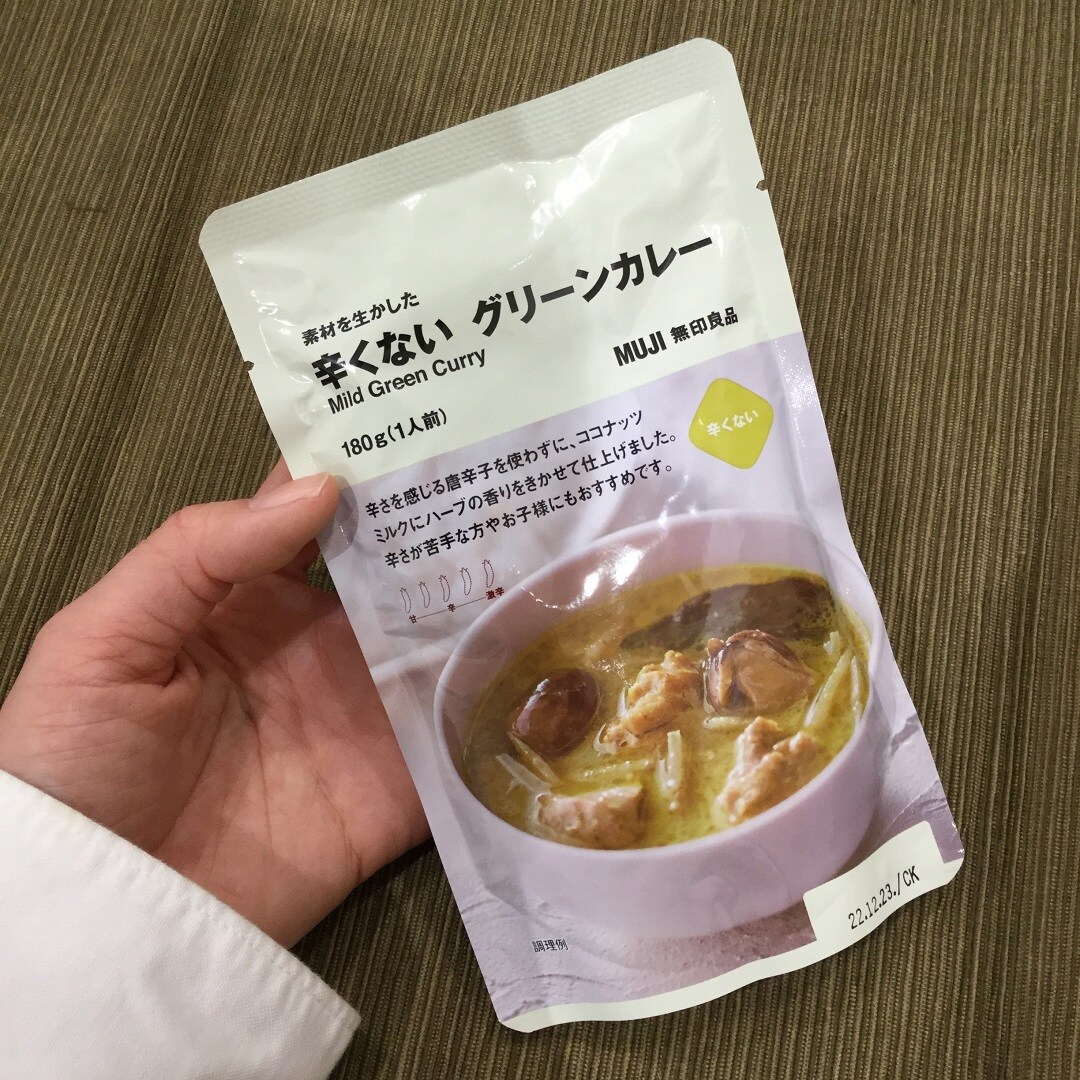 素材を生かした
辛くない グリーンカレー
Mild Green Curry
MUJI 無印良品
180g(1人前)
辛くない
辛さを感じる唐辛子を使わずに、ココナッツ
ミルクにハーブの香りをきかせて仕上げました。
辛さが苦手な方やお子様にもおすすめです。
甘 辛 激辛
22.12.23./CK
調理例